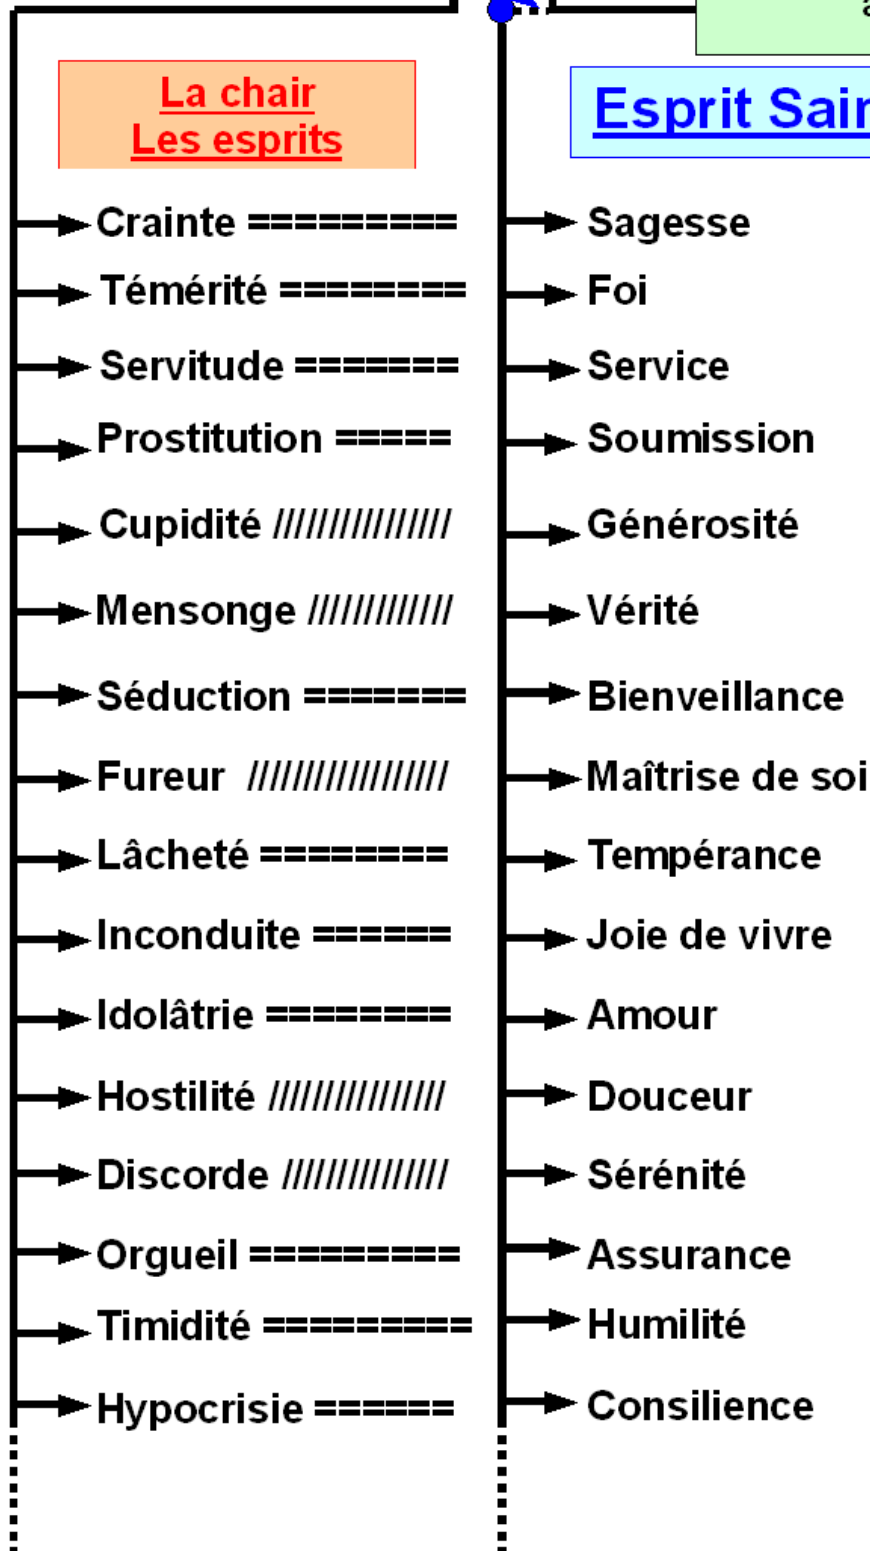 La chair
Les esprits
Esprit
Crainte ========= Sagesse
Témérité ======== Foi
Servitude ======= Service
Prostitution ===== Soumission
Cupidité //////////////// Générosité
Mensonge ///////////// Vérité
Séduction ======= Bienveillance
Fureur ////////////////// Maîtrise de soi
Lâcheté ======== Tempérance
Inconduite ====== Joie de vivre
Idolâtrie ======== Amour
Hostilité //////////////// Douceur
Discorde /////////////// Sérénité
Orgueil ========= Assurance
Timidité ========= Humilité
Hypocrisie ====== Consilience